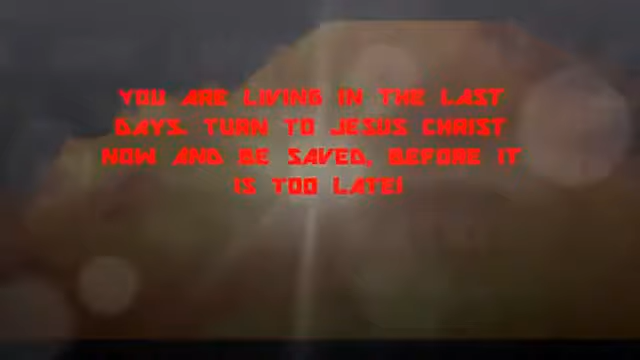 YOU ARE LIVING IN THE LAST
DAYS. TURN TO JESUS CHRIST
NOW AND BE SAVED, BEFORE IT
IS TOO LATE!